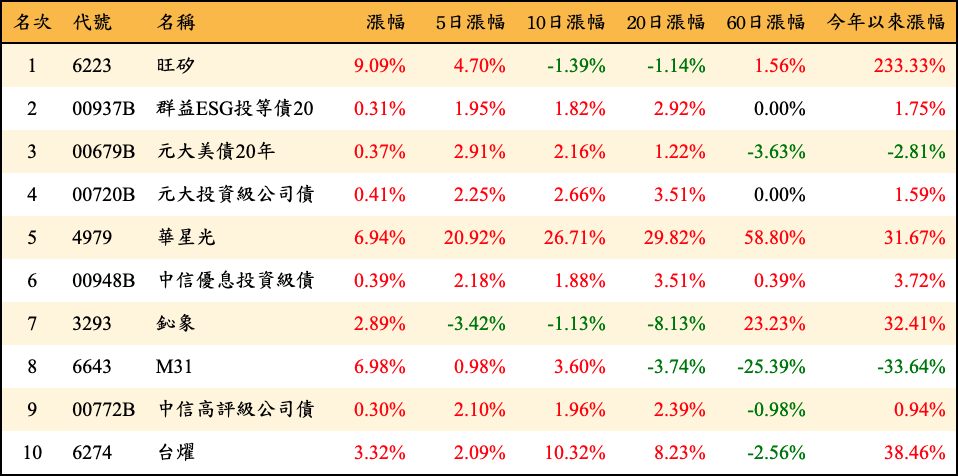 名次 代號 名稱 漲幅 5日漲幅 10日漲幅 20日漲幅 60日漲幅 今年以來漲幅
1 6223 旺矽 9.09% 4.70% -1.39% -1.14% 1.56% 233.33%
2 00937B 群益ESG投等債20 0.31% 1.95% 1.82% 2.92% 0.00% 1.75%
3 00679B 元大美債20年 0.37% 2.91% 2.16% 1.22% -3.63% -2.81%
4 00720B 元大投資級公司債 0.41% 2.25% 2.66% 3.51% 0.00% 1.59%
5 4979 華星光 6.94% 20.92% 26.71% 29.82% 58.80% 31.67%
6 00948B 中信優息投資級債 0.39% 2.18% 1.88% 3.51% 0.39% 3.72%
7 3293 鈊象 2.89% -3.42% -1.13% -8.13% 23.23% 32.41%
8 6643 M31 6.98% 0.98% 3.60% -3.74% -25.39% -33.64%
9 00772B 中信高評級公司債 0.30% 2.10% 1.96% 2.39% -0.98% 0.94%
10 6274 台燿 3.32% 2.09% 10.32% 8.23% -2.56% 38.46%